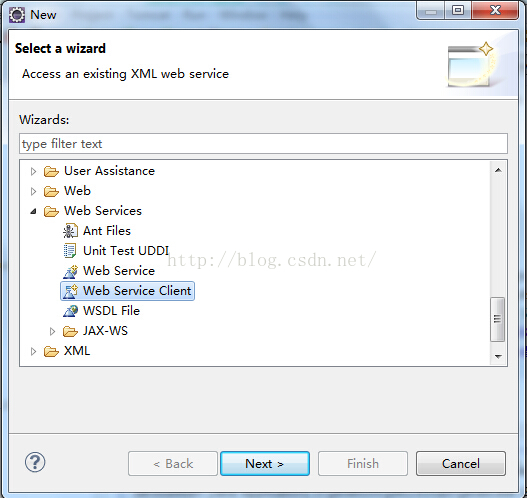 New
Select a wizard
Access an existing XML web service
Wizards:
type filter text
User Assistance
Web
Web Services
Ant Files
Unit Test UDDI
http://blog.csdn.net/
Web Service
Web Service Client
WSDL File
JAX-WS
XML
?
< Back
Next >
Finish
Cancel